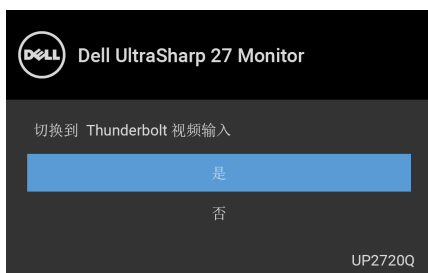 DELL
Dell UltraSharp 27 Monitor
切换到 Thunderbolt 视频输入
是
否
UP2720Q